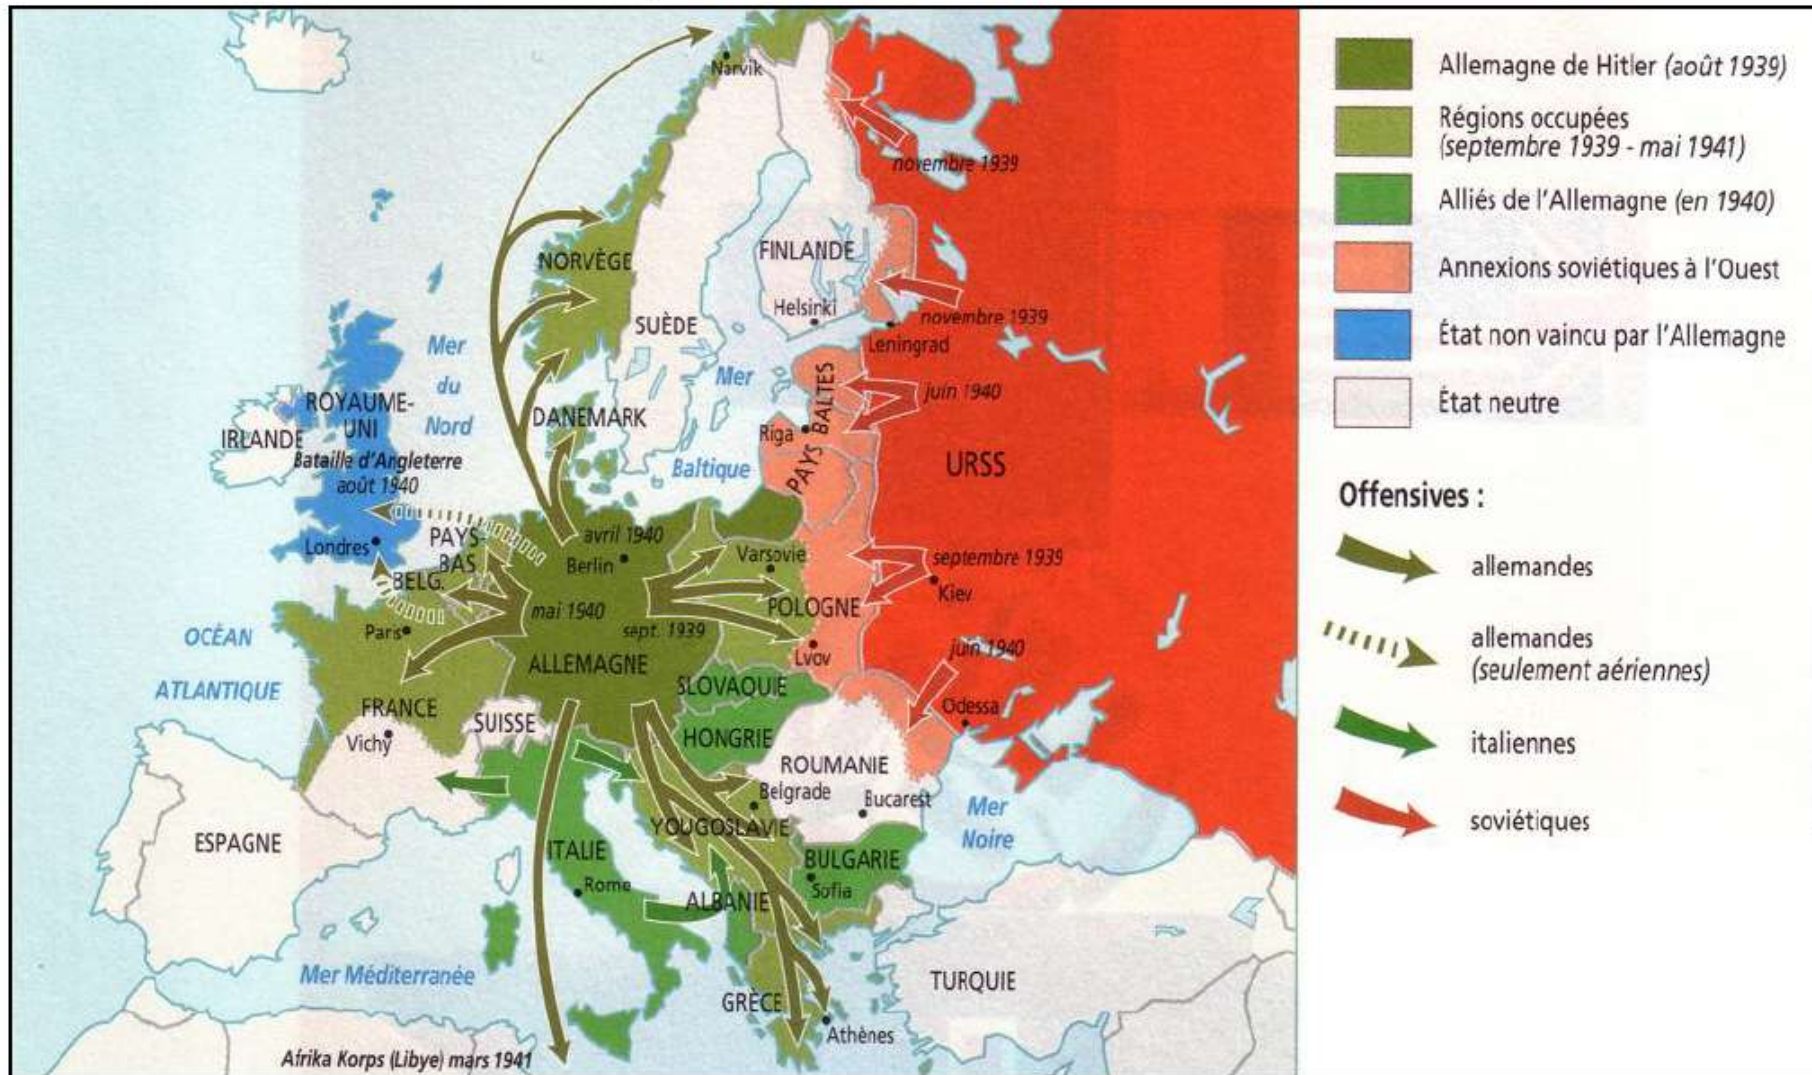 Narvik
novembre 1939
NORVÈGE
FINLANDE
Helsinki
novembre 1939
Leningrad
SUÈDE
Mer
du
Nord
Mer
Baltique
juin 1940
PAYS BALTES
Riga
DANEMARK
ROYAUME-
UNI
IRLANDE
Bataille d'Angleterre
août 1940
Londres
URSS
PAYS-
BAS
BELG.
avril 1940
Berlin
Varsovie
septembre 1939
Kiev
POLOGNE
mai 1940
sept. 1939
Paris
OCÉAN
ATLANTIQUE
ALLEMAGNE
Lvov
juin 1940
SLOVAQUIE
Odessa
FRANCE
Vichy
SUISSE
HONGRIE
ROUMANIE
Belgrade
Bucarest
Mer
Noire
YOUGOSLAVIE
ESPAGNE
ITALIE
Rome
BULGARIE
Sofia
ALBANIE
Mer Méditerranée
GRÈCE
Athènes
TURQUIE
Afrika Korps (Libye) mars 1941
Allemagne de Hitler (août 1939)
Régions occupées
(septembre 1939 - mai 1941)
Alliés de l'Allemagne (en 1940)
Annexions soviétiques à l'Ouest
État non vaincu par l'Allemagne
État neutre
Offensives :
allemandes
allemandes
(seulement aériennes)
italiennes
soviétiques